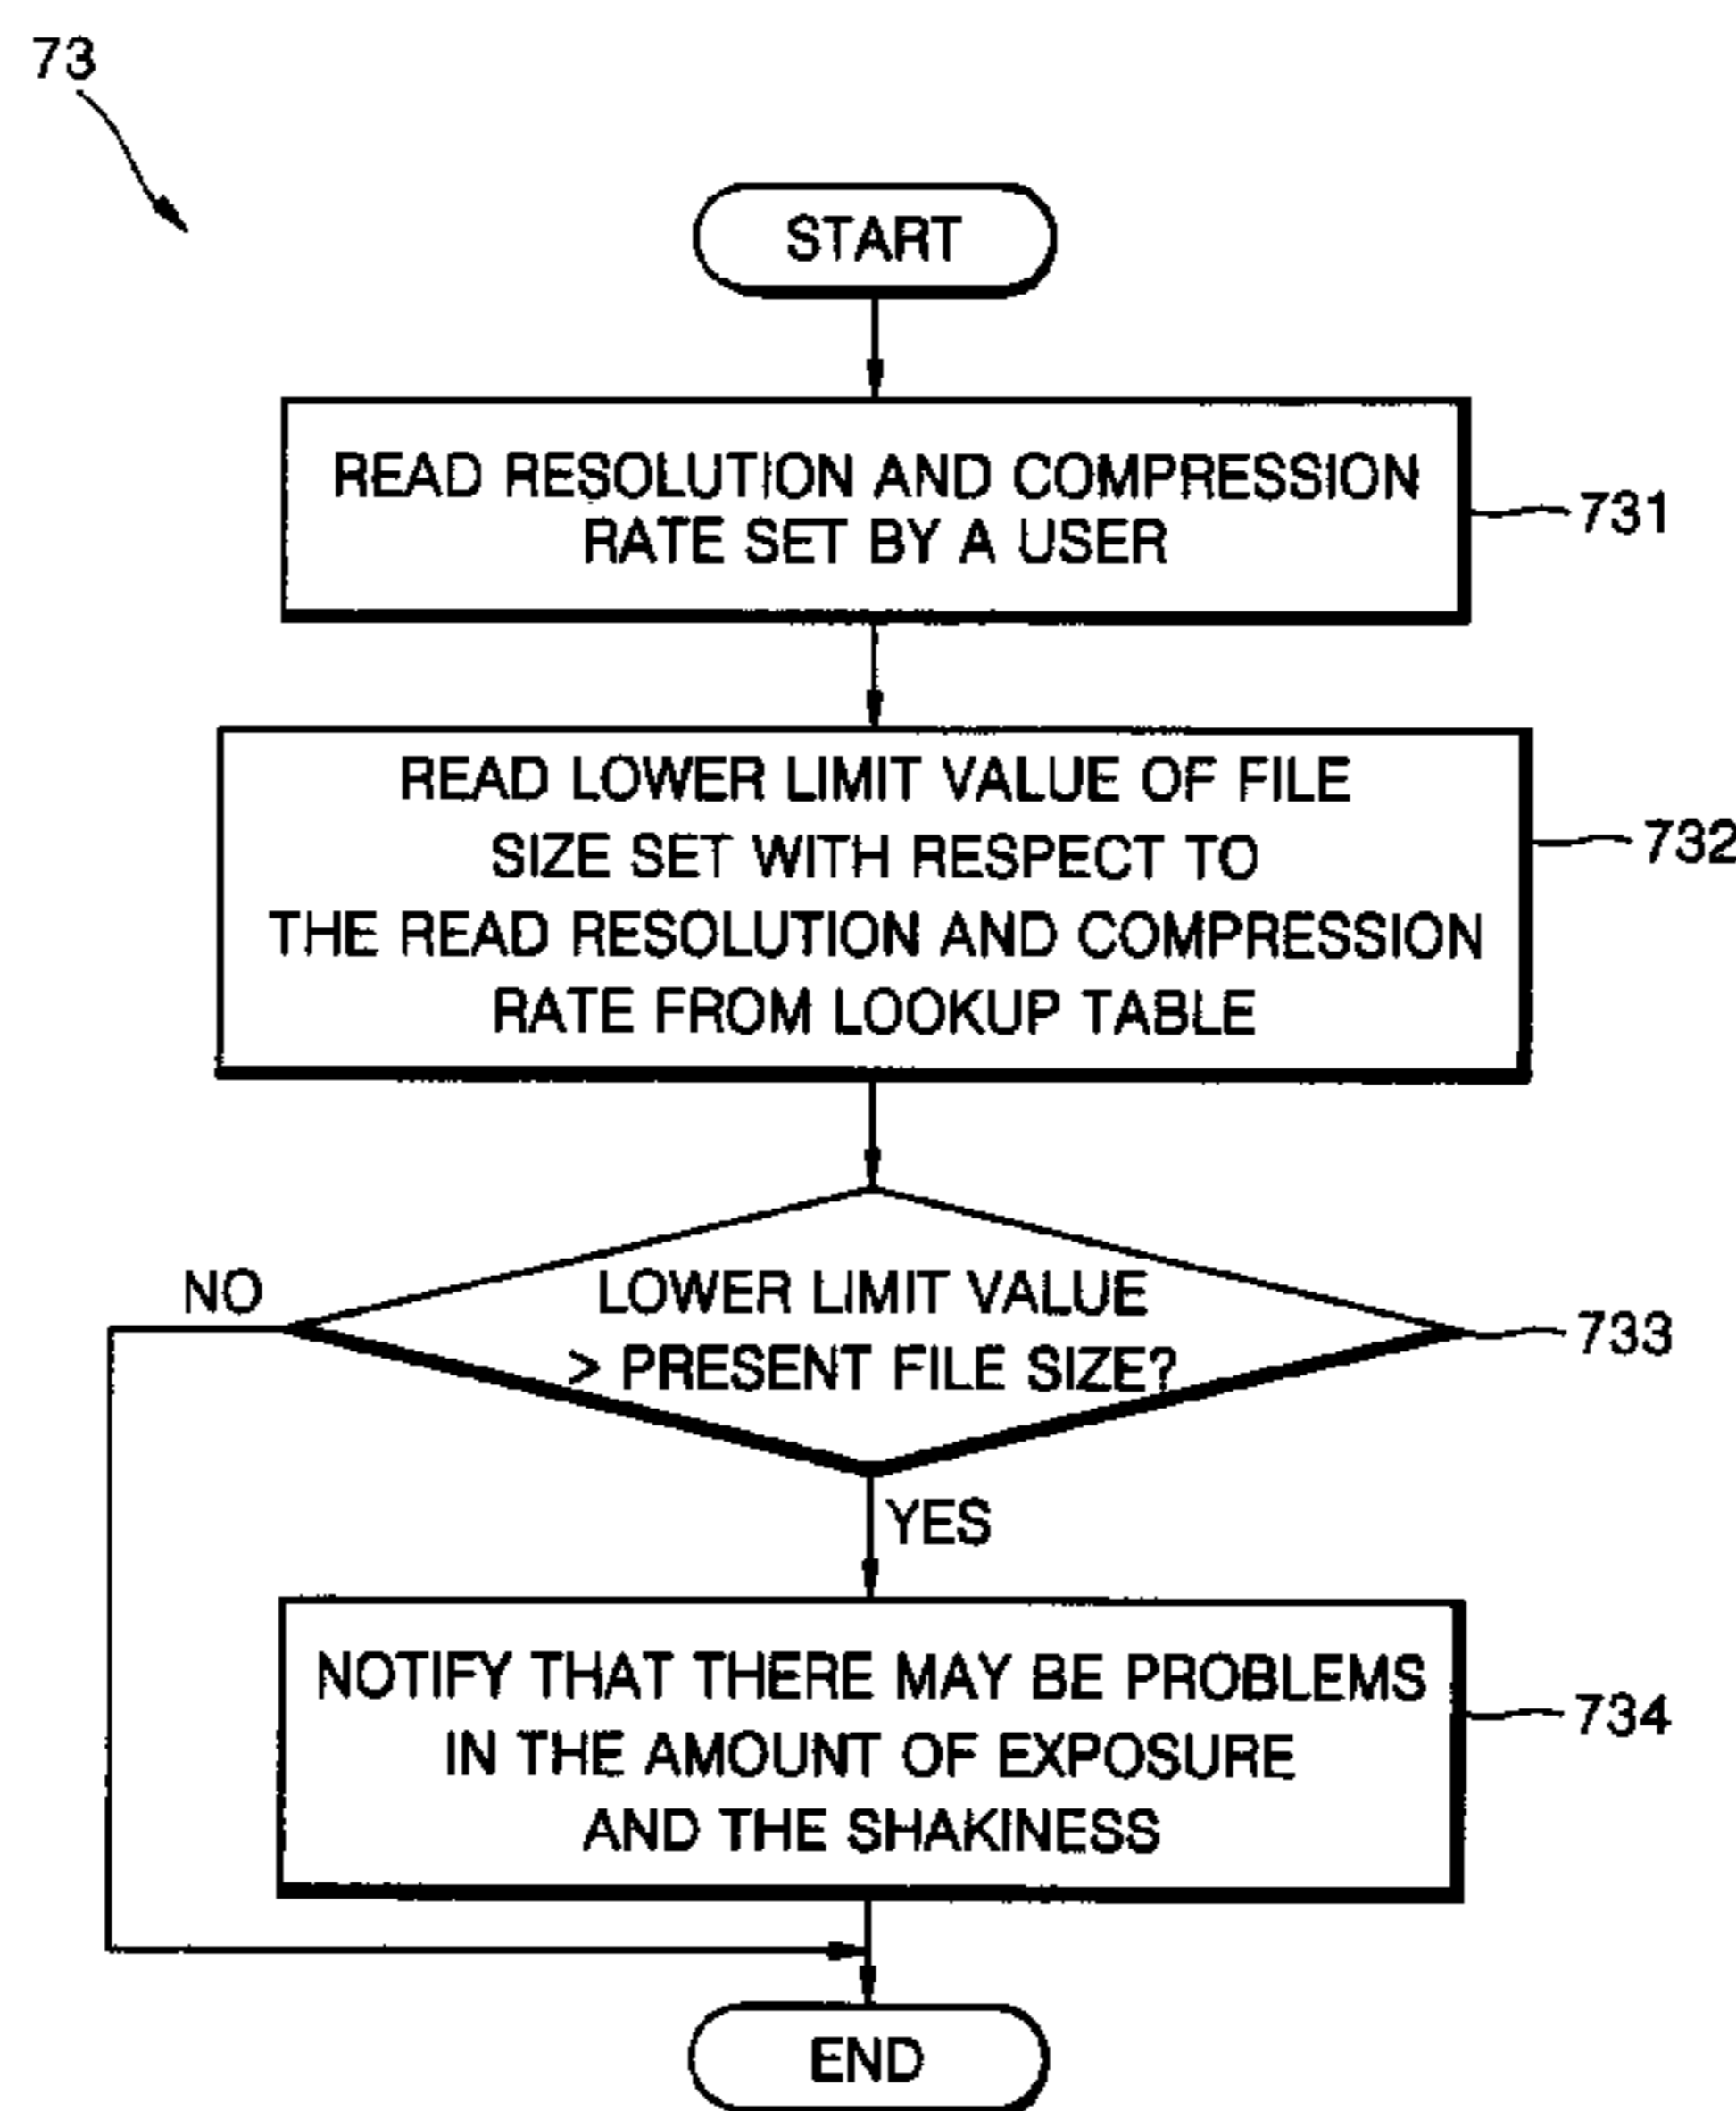 73
START
READ RESOLUTION AND COMPRESSION
RATE SET BY A USER
731
READ LOWER LIMIT VALUE OF FILE
SIZE SET WITH RESPECT TO
THE READ RESOLUTION AND COMPRESSION
RATE FROM LOOKUP TABLE
732
NO
LOWER LIMIT VALUE
> PRESENT FILE SIZE?
733
YES
NOTIFY THAT THERE MAY BE PROBLEMS
IN THE AMOUNT OF EXPOSURE
AND THE SHAKINESS
734
END